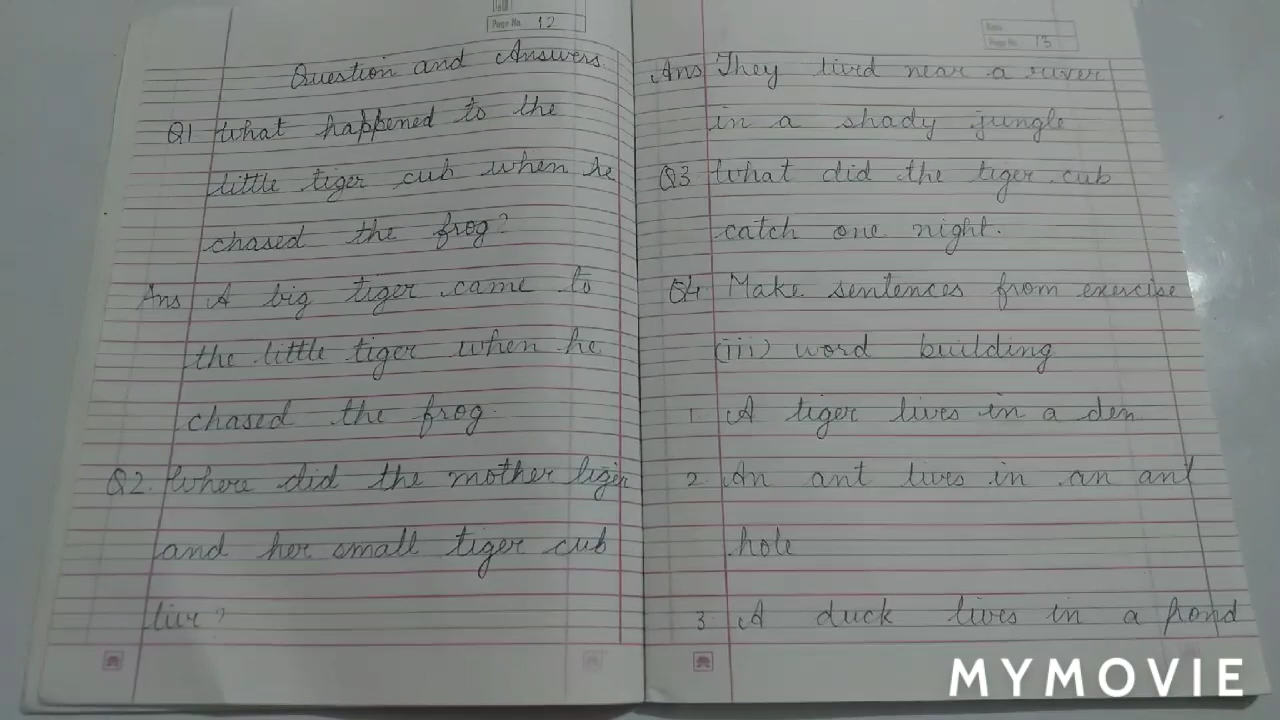 Page No. 12
Question and Answers
Q1 What happened to the
little tiger cub when he
chased the frog?
Ans A big tiger came to
the little tiger when he
chased the frog.
Q2. Where did the mother tiger
and her small tiger cub
live?
Page No. 13
Ans They livd near a river
in a shady jungle
Q3 What did the tiger cub
catch one night.
Q4 Make sentences from exercise
(iii) word building
1. A tiger lives in a den
2. An ant lives in an ant
hole
3. A duck lives in a pond
MYMOVIE